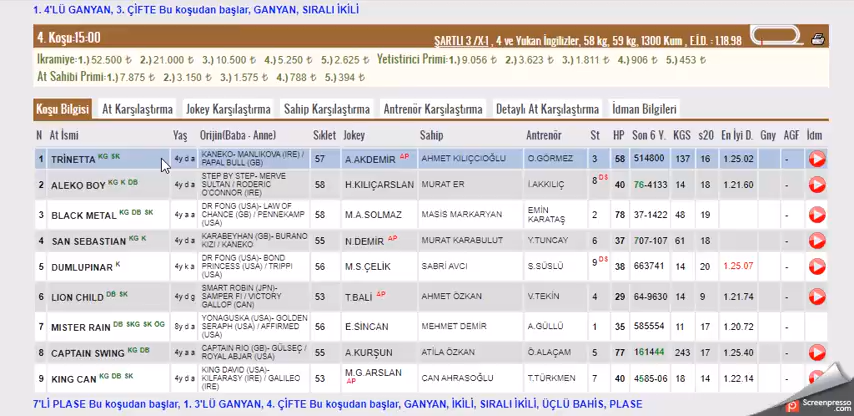 1. 4'LÜ GANYAN, 3. ÇİFTE Bu koşudan başlar, GANYAN, SIRALI İKİLİ
4. Koşu:15:00 ŞARTLI 3 /X-1 , 4 ve Yukarı İngilizler, 58 kg, 59 kg, 1300 Kum , E.İ.D. : 1.18.98
Ikramiye:1.) 52.500 ₺ 2.) 21.000 ₺ 3.) 10.500 ₺ 4.) 5.250 ₺ 5.) 2.625 ₺ Yetistirici Primi:1.) 9.056 ₺ 2.) 3.623 ₺ 3.) 1.811 ₺ 4.) 906 ₺ 5.) 453 ₺
At Sahibi Primi:1.) 7.875 ₺ 2.) 3.150 ₺ 3.) 1.575 ₺ 4.) 788 ₺ 5.) 394 ₺
Koşu Bilgisi At Karşılaştırma Jokey Karşılaştırma Sahip Karşılaştırma Antrenör Karşılaştırma Detaylı At Karşılaştırma İdman Bilgileri
N At İsmi Yaş Orijin(Baba - Anne) Sıklet Jokey Sahip Antrenör St HP Son 6 Y. KGS s20 En İyi D. Gny AGF İdm
1 TRİNETTA KG SK 4y d a KANEKO- MANLIKOVA (IRE) / PAPAL BULL (GB) 57 A.AKDEMİR AP AHMET KILIÇCIOĞLU O.GÖRMEZ 3 58 514800 137 16 1.25.02 -
2 ALEKO BOY KG K DB 4y d a STEP BY STEP- MERVE SULTAN / RODERIC O'CONNOR (IRE) 58 H.KILIÇARSLAN MURAT ER İ.AKKILIÇ 8 DS 40 76-4133 14 18 1.21.60 -
3 BLACK METAL KG DB SK 4y a a DR FONG (USA)- LAW OF CHANCE (GB) / PENNEKAMP (USA) 58 M.A.SOLMAZ MASİS MARKARYAN EMİN KARATAŞ 2 78 37-1422 48 19 -
4 SAN SEBASTIAN KG K 4y d a KARABEYHAN (GB)- BURANO KIZI / KANEKO 55 N.DEMİR AP MURAT KARABULUT Y.TUNCAY 6 37 707-107 61 18 -
5 DUMLUPINAR K 4y k a DR FONG (USA)- BOND PRINCESS (USA) / TRIPPI (USA) 56 M.S.ÇELİK SABRİ AVCI S.SÜSLÜ 9 DS 38 663741 14 20 1.25.07 -
6 LION CHILD DB SK 4y d g SMART ROBIN (JPN)- SAMPER FI / VICTORY GALLOP (CAN) 53 T.BALİ AP AHMET ÖZKAN V.TEKİN 4 29 64-9630 14 9 1.21.74 -
7 MISTER RAIN DB SKG SK ÖG 8y d a YONAGUSKA (USA)- GOLDEN SERAPH (USA) / AFFIRMED (USA) 56 E.SİNCAN MEHMET DEMİR A.GÜLLÜ 1 35 585554 11 17 1.20.72 -
8 CAPTAIN SWING KG DB 4y a a CAPTAIN RIO (GB)- GÜLSEÇ / ROYAL ABJAR (USA) 55 A.KURŞUN ATİLA ÖZKAN Ö.ALAÇAM 5 77 161444 243 17 1.25.40 -
9 KING CAN KG DB SK 4y d a KING DAVID (USA)- KILFARASY (IRE) / GALILEO (IRE) 53 M.G.ARSLAN AP CAN AHRASOĞLU T.TÜRKMEN 7 40 4585-06 18 14 1.22.14 -
7'Lİ PLASE Bu koşudan başlar, 1. 3'LÜ GANYAN, 4. ÇİFTE Bu koşudan başlar, GANYAN, İKİLİ, SIRALI İKİLİ, ÜÇLÜ BAHİS, PLASE
Screenpresso.com